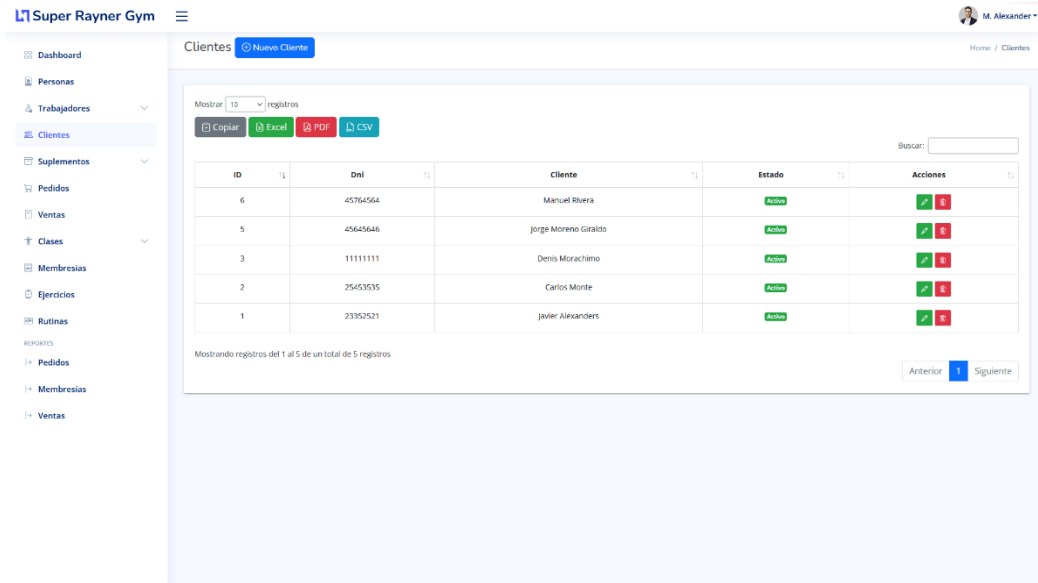 Super Rayner Gym
M. Alexander
Dashboard
Personas
Trabajadores
Clientes
Suplementos
Pedidos
Ventas
Clases
Membresias
Ejercicios
Rutinas
REPORTES
Pedidos
Membresías
Ventas
Clientes Nuevo Cliente
Home / Clientes
Mostrar 10 registros
Copiar Excel PDF CSV
Buscar:
ID Dni Cliente Estado Acciones
6 45764564 Manuel Rivera Activo
5 45645646 Jorge Moreno Giraldo Activo
3 11111111 Denis Morachimo Activo
2 25453535 Carlos Monte Activo
1 23352521 Javier Alexanders Activo
Mostrando registros del 1 al 5 de un total de 5 registros
Anterior 1 Siguiente